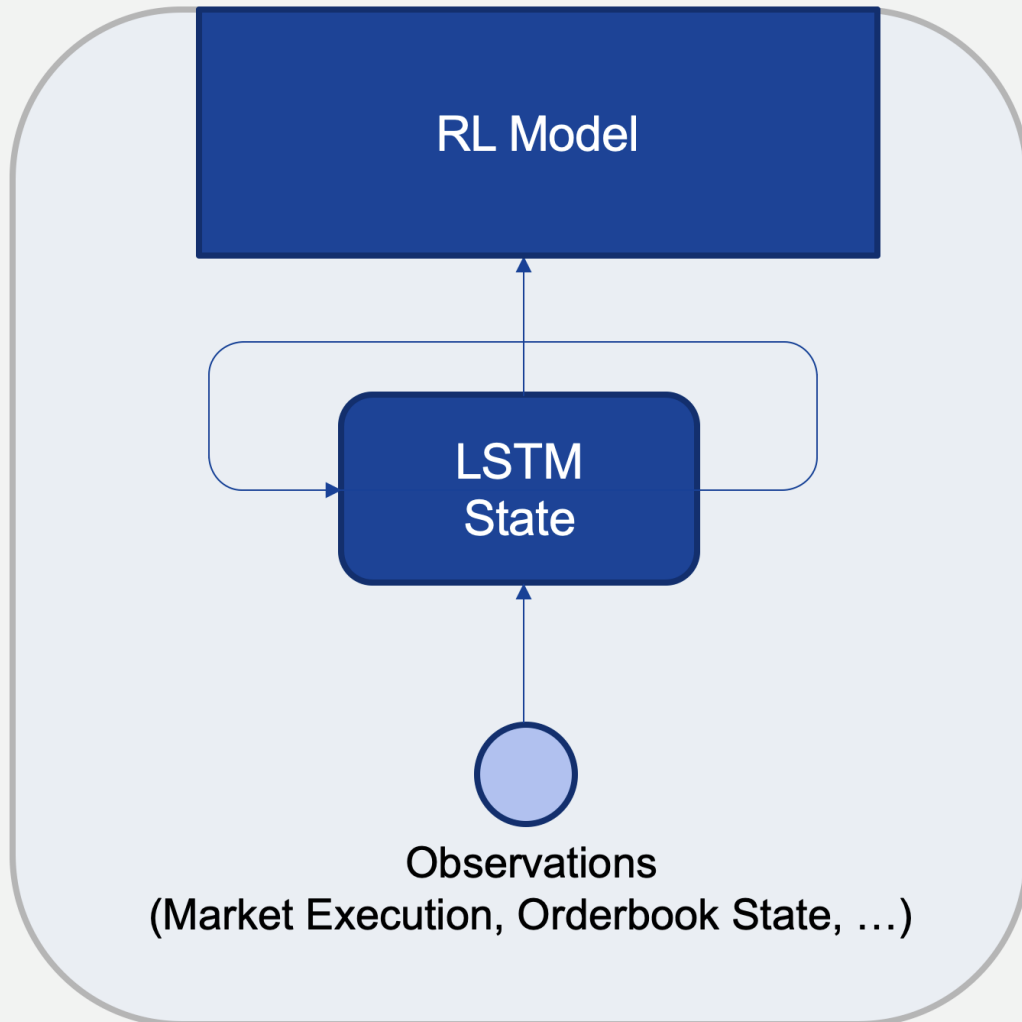 RL Model
LSTM
State
Observations
(Market Execution, Orderbook State, …)